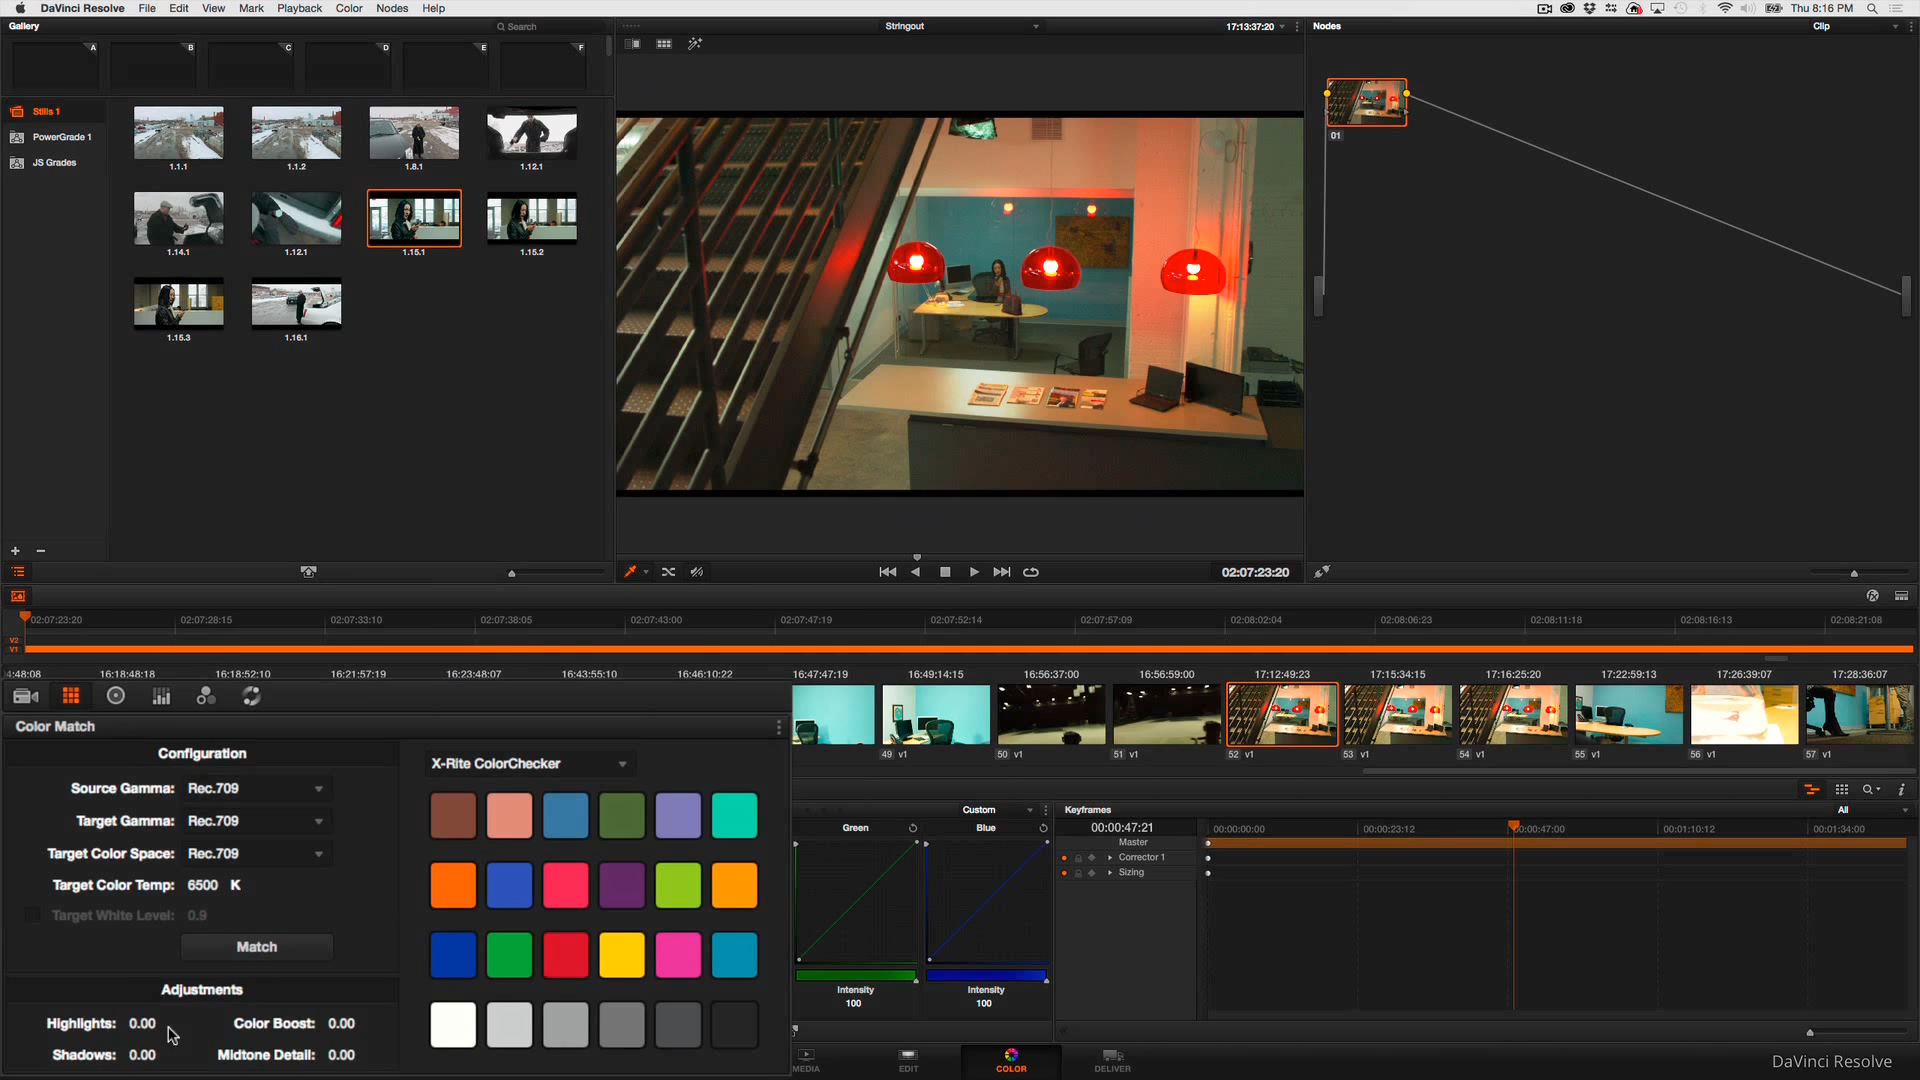 DaVinci Resolve File Edit View Mark Playback Color Nodes Help Thu 8:16 PM
Gallery Search Stringout 17:13:37:20 Nodes Clip
A B C D E F
Stills 1
PowerGrade 1
JS Grades
1.1.1 1.1.2 1.8.1 1.12.1
1.14.1 1.12.1 1.15.1 1.15.2
1.15.3 1.16.1
01
02:07:23:20
02:07:23:20 02:07:28:15 02:07:33:10 02:07:38:05 02:07:43:00 02:07:47:19 02:07:52:14 02:07:57:09 02:08:02:04 02:08:06:23 02:08:11:18 02:08:16:13 02:08:21:08
V2
V1
4:48:08 16:18:48:18 16:18:52:10 16:21:57:19 16:23:48:07 16:43:55:10 16:46:10:22 16:47:47:19 16:49:14:15 16:56:37:00 16:56:59:00 17:12:49:23 17:15:34:15 17:16:25:20 17:22:59:13 17:26:39:07 17:28:36:07
49 v1 50 v1 51 v1 52 v1 53 v1 54 v1 55 v1 56 v1 57 v1
Color Match
Configuration
Source Gamma: Rec.709
Target Gamma: Rec.709
Target Color Space: Rec.709
Target Color Temp: 6500 K
Target White Level: 0.9
Match
Adjustments
Highlights: 0.00 Color Boost: 0.00
Shadows: 0.00 Midtone Detail: 0.00
X-Rite ColorChecker
Custom
Green Blue
Intensity Intensity
100 100
Keyframes All
00:00:47:21 00:00:00:00 00:00:23:12 00:00:47:00 00:01:10:12 00:01:34:00
Master
Corrector 1
Sizing
MEDIA EDIT COLOR DELIVER
DaVinci Resolve